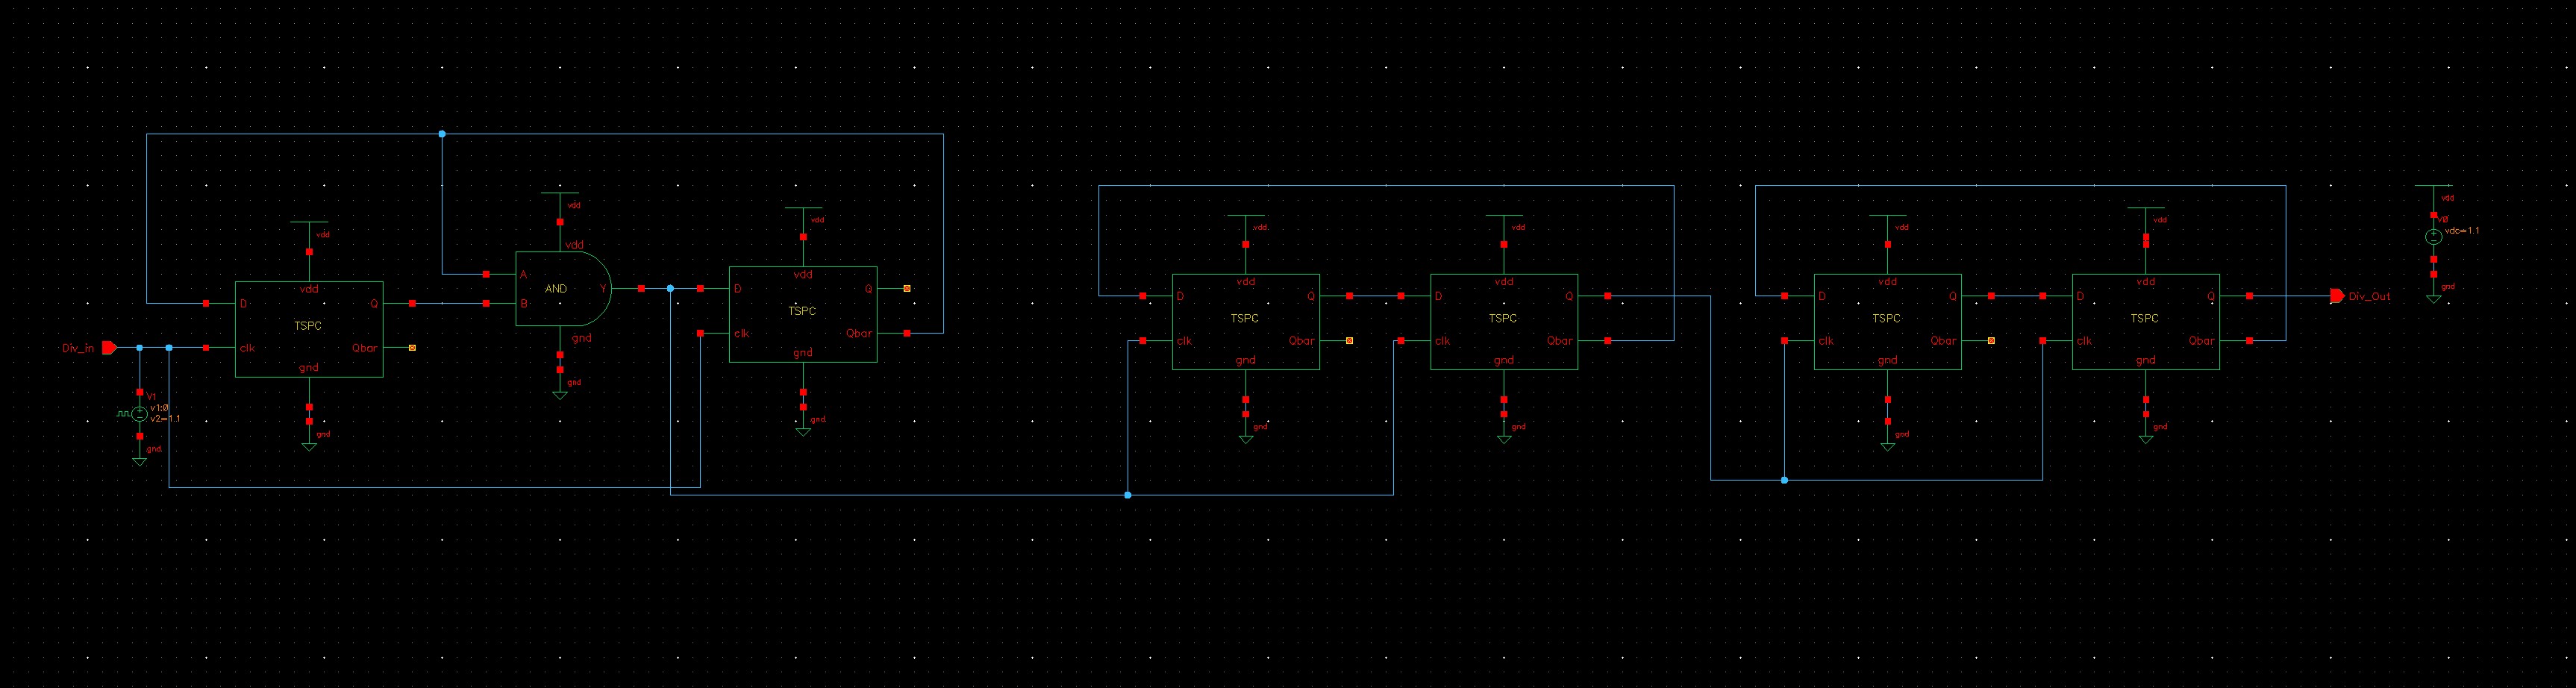 vdd
vdd
D
Q
TSPC
clk
Qbar
gnd
gnd
Div_in
V1
v1:0
v2=1.1
gnd
vdd
vdd
A
B
AND
Y
gnd
gnd
vdd
vdd
D
Q
TSPC
clk
Qbar
gnd
gnd
vdd
vdd
D
Q
TSPC
clk
Qbar
gnd
gnd
vdd
vdd
D
Q
TSPC
clk
Qbar
gnd
gnd
vdd
vdd
D
Q
TSPC
clk
Qbar
gnd
gnd
vdd
vdd
D
Q
TSPC
clk
Qbar
gnd
gnd
Div_Out
vdd
V0
vdc=1.1
gnd